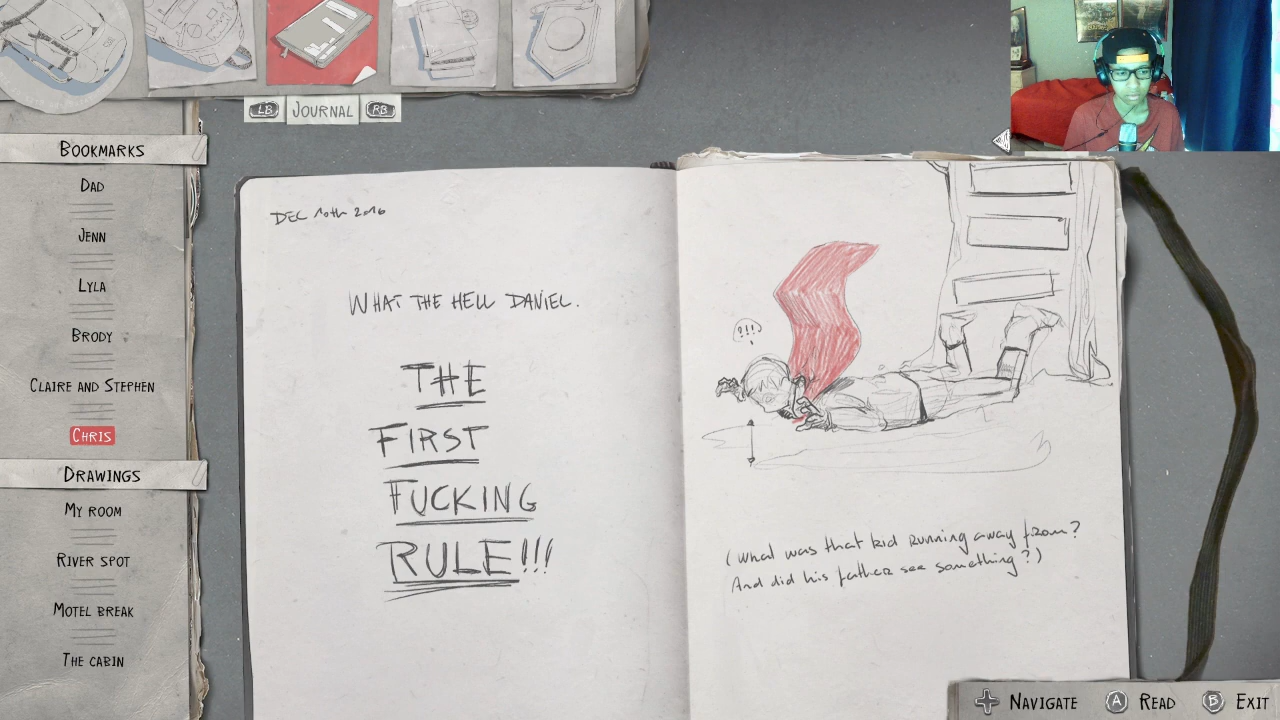 LB JOURNAL RB
BOOKMARKS
DAD
JENN
LYLA
BRODY
CLAIRE AND STEPHEN
CHRIS
DRAWINGS
MY ROOM
RIVER SPOT
MOTEL BREAK
THE CABIN
DEC 10th 2016
WHAT THE HELL DANIEL.
THE
FIRST
FUCKING
RULE!!!
?!!
(What was that kid running away from?
And did his father see something?)
NAVIGATE A READ B EXIT